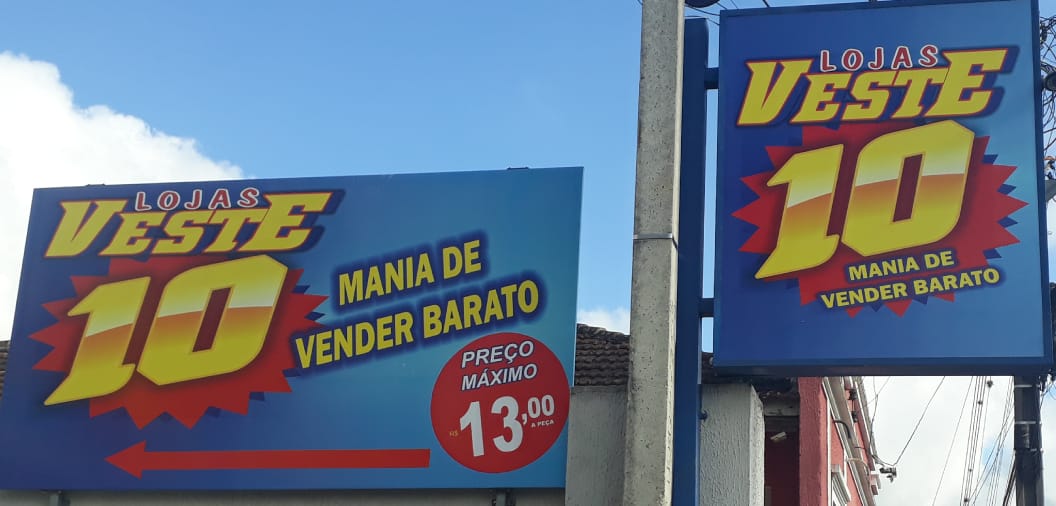 LOJAS
VESTE
10
MANIA DE
VENDER BARATO
PREÇO
MÁXIMO
R$ 13,00
A PEÇA
LOJAS
VESTE
10
MANIA DE
VENDER BARATO